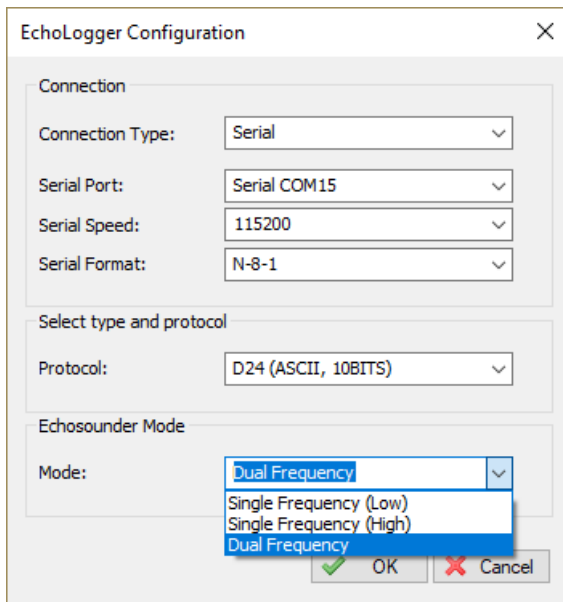 EchoLogger Configuration
Connection
Connection Type: Serial
Serial Port: Serial COM15
Serial Speed: 115200
Serial Format: N-8-1
Select type and protocol
Protocol: D24 (ASCII, 10BITS)
Echosounder Mode
Mode: Dual Frequency
Single Frequency (Low)
Single Frequency (High)
Dual Frequency
OK Cancel